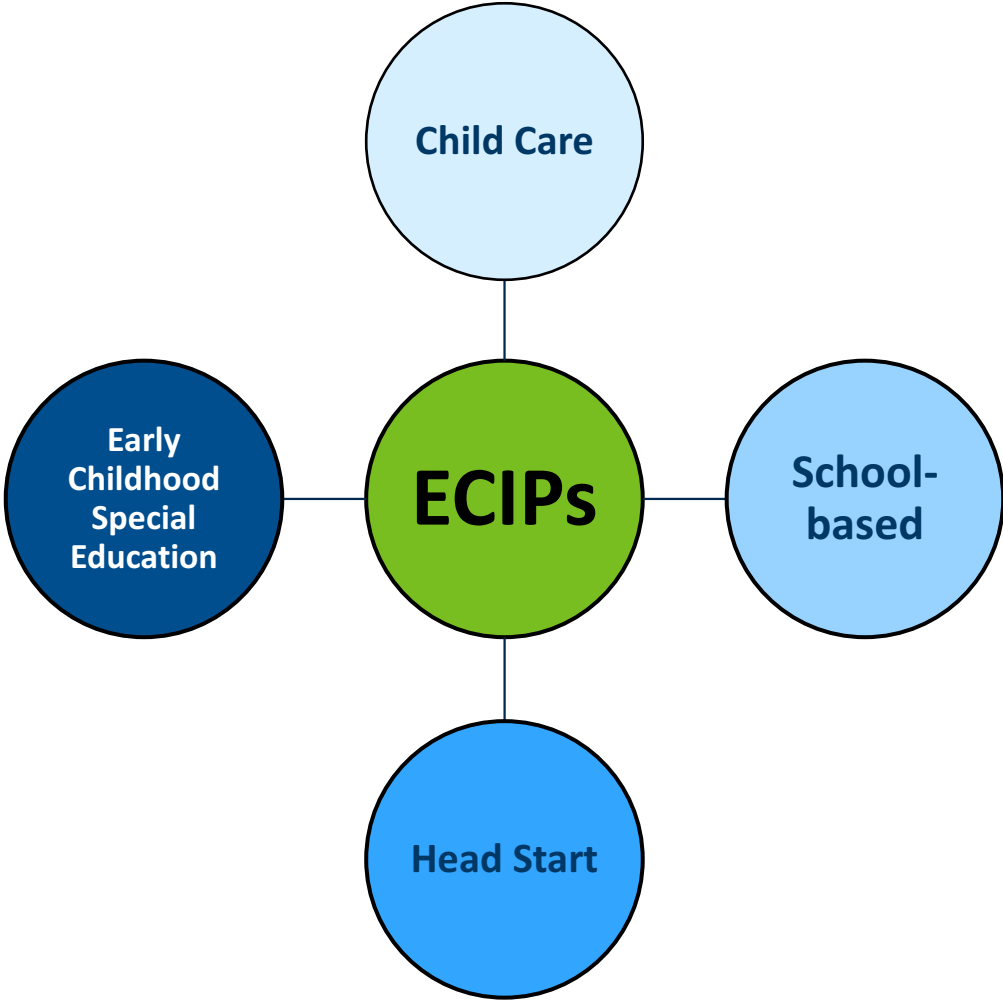 Child Care
Early
Childhood
Special
Education
ECIPs
School-
based
Head Start